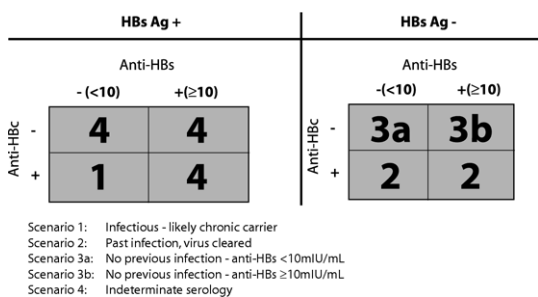 HBs Ag + HBs Ag -
Anti-HBs Anti-HBs
- (<10) +(≥10) -(<10) +(≥10)
Anti-HBc - 4 4 Anti-HBc - 3a 3b
+ 1 4 + 2 2
Scenario 1: Infectious - likely chronic carrier
Scenario 2: Past infection, virus cleared
Scenario 3a: No previous infection - anti-HBs <10mIU/mL
Scenario 3b: No previous infection - anti-HBs ≥10mIU/mL
Scenario 4: Indeterminate serology